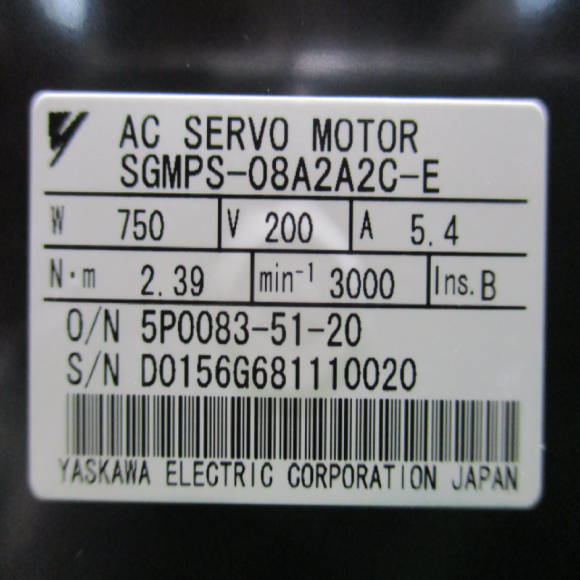 AC SERVO MOTOR
SGMPS-08A2A2C-E
W 750 V 200 A 5.4
N·m 2.39 min-1 3000 Ins. B
O/N 5P0083-51-20
S/N D0156G681110020
YASKAWA ELECTRIC CORPORATION JAPAN